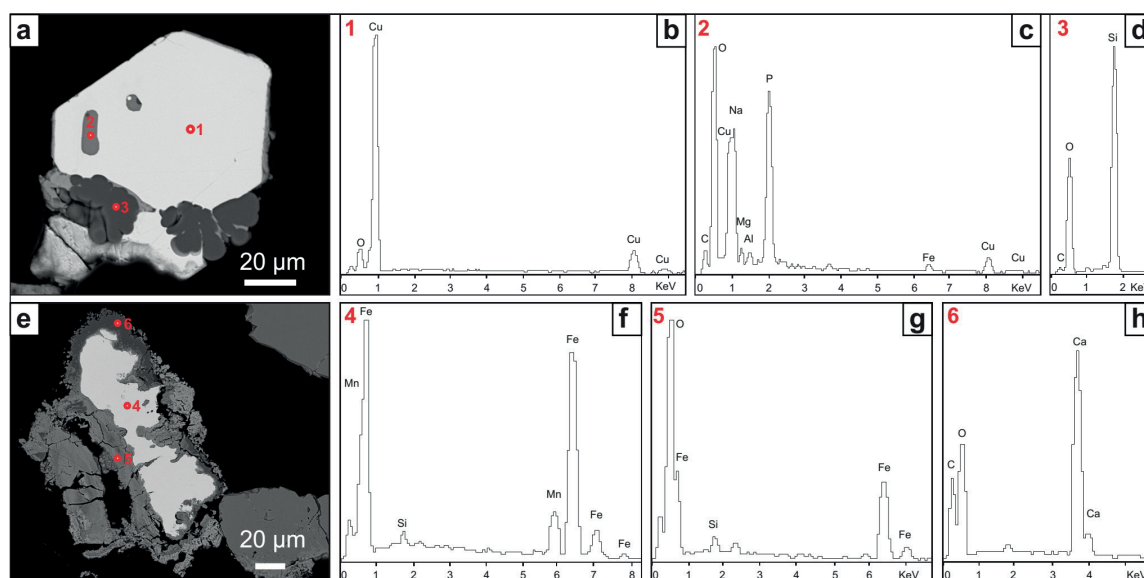 a
1
2
3
20 µm
1
b
Cu
O
Cu
Cu
0 1 2 3 4 5 6 7 8 KeV
2
c
O
P
Na
Cu
Mg
Al
C
Fe
Cu
Cu
0 1 2 3 4 5 6 7 8 KeV
3
d
Si
O
C
0 1 2 Ke
e
6
4
5
20 µm
4
f
Fe
Fe
Mn
Mn
Si
Fe
Fe
0 1 2 3 4 5 6 7 8
5
g
O
Fe
Fe
Si
Fe
0 1 2 3 4 5 6 7 KeV
6
h
Ca
O
C
Ca
0 1 2 3 4 KeV